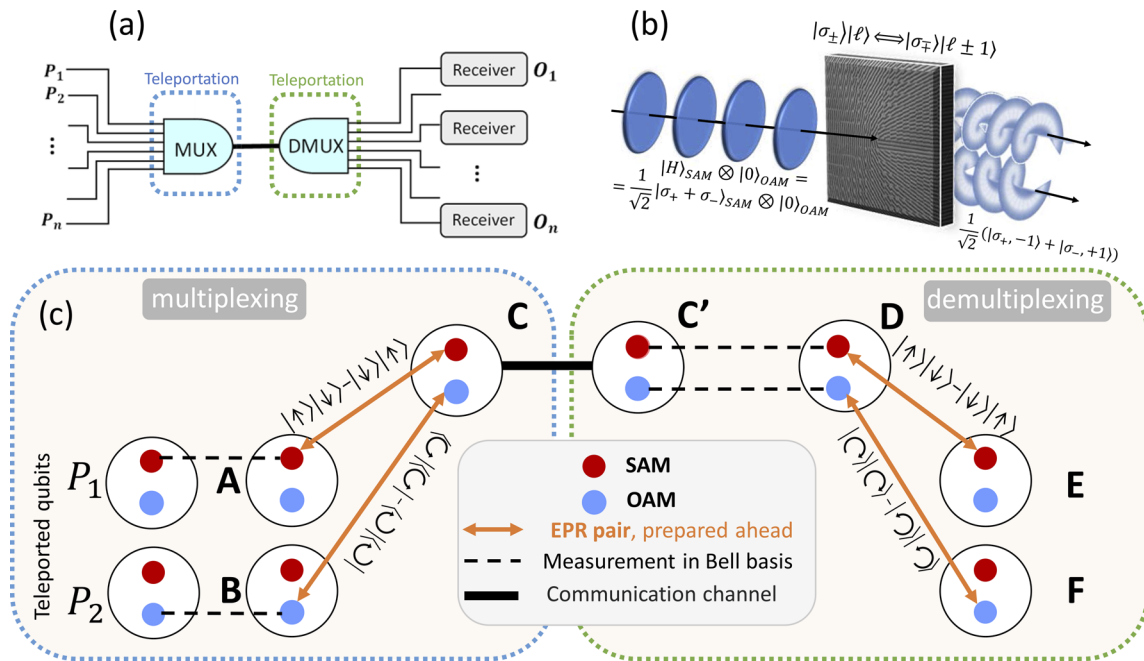 (a)
P₁
P₂
...
Pₙ
Teleportation
MUX
Teleportation
DMUX
Receiver O₁
Receiver
...
Receiver Oₙ
(b)
|σ±⟩|ℓ⟩ ⟺ |σ∓⟩|ℓ ± 1⟩
|H⟩SAM ⊗ |0⟩OAM =
= 1/√2 |σ₊ + σ₋⟩SAM ⊗ |0⟩OAM
1/√2 (|σ₊, −1⟩ + |σ₋, +1⟩)
(c)
multiplexing
demultiplexing
C
C’
D
|↑⟩|↓⟩−|↓⟩|↑⟩
|↑⟩|↓⟩−|↓⟩|↑⟩
|↻⟩|↺⟩−|↺⟩|↻⟩
|↻⟩|↺⟩−|↺⟩|↻⟩
Teleported qubits
P₁
A
P₂
B
E
F
SAM
OAM
EPR pair, prepared ahead
Measurement in Bell basis
Communication channel